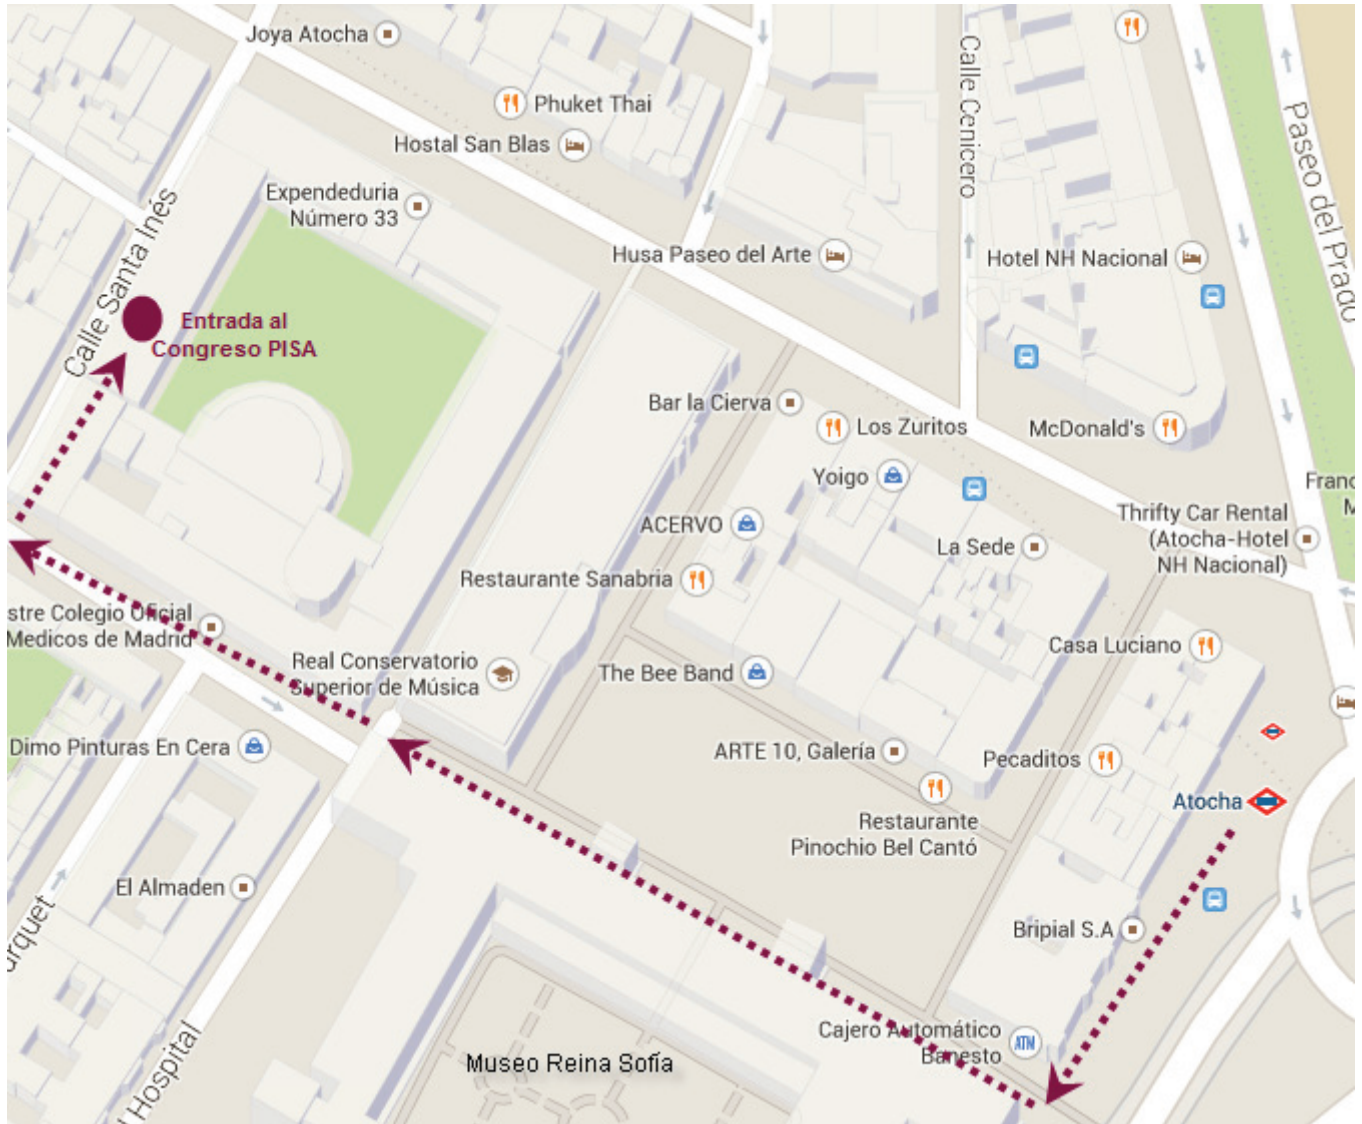 Joya Atocha
Phuket Thai
Hostal San Blas
Calle Cenicero
Paseo del Prado
Expendeduria
Número 33
Calle Santa Inés
Husa Paseo del Arte
Hotel NH Nacional
Entrada al
Congreso PISA
Bar la Cierva
Los Zuritos
McDonald's
Yoigo
Franc
M
ACERVO
Thrifty Car Rental
(Atocha-Hotel
NH Nacional)
La Sede
Restaurante Sanabria
stre Colegio Oficial
Medicos de Madrid
Casa Luciano
Real Conservatorio
Superior de Música
The Bee Band
Dimo Pinturas En Cera
ARTE 10, Galería
Pecaditos
Atocha
Restaurante
Pinochio Bel Cantó
El Almaden
Bripial S.A
rquet
Cajero Automático
Banesto
ATM
Museo Reina Sofía
l Hospital